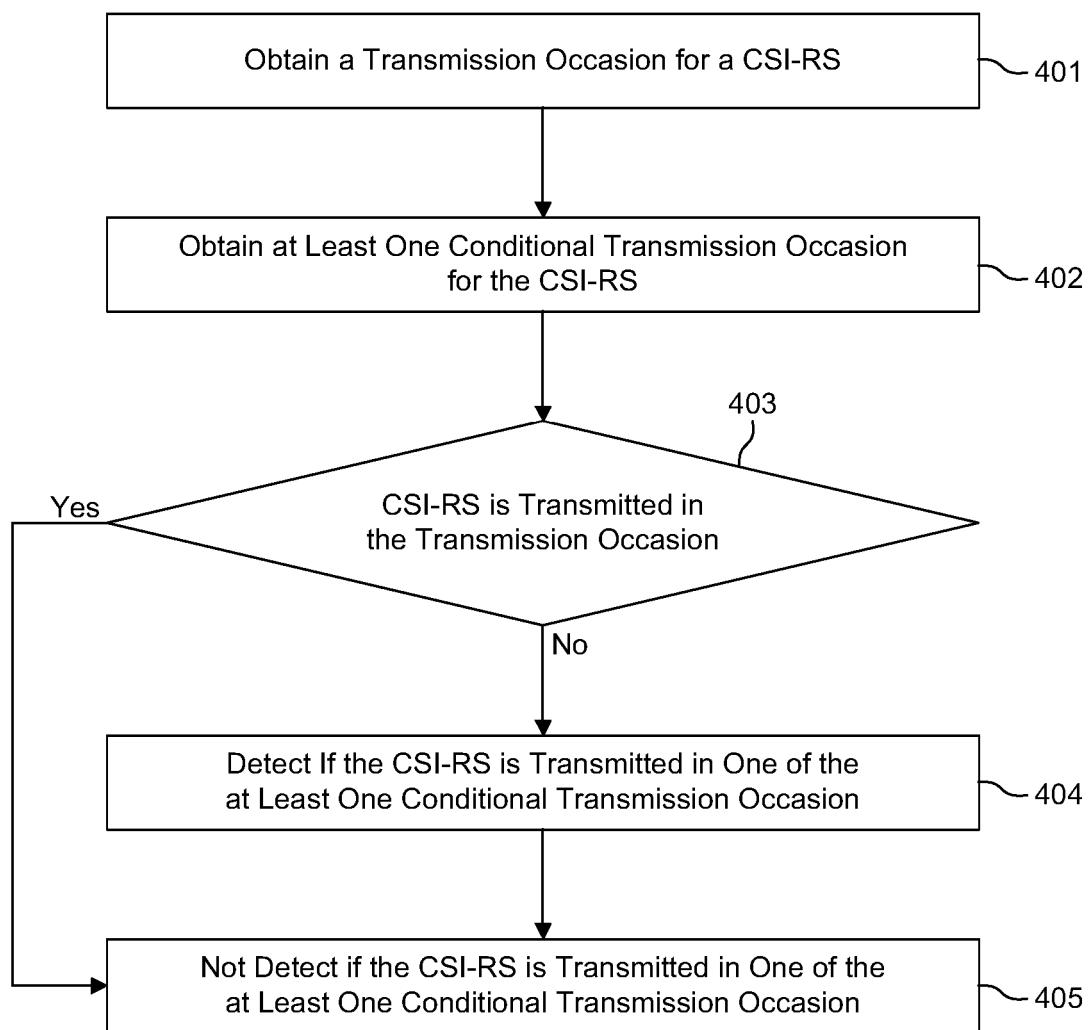 Obtain a Transmission Occasion for a CSI-RS
401
Obtain at Least One Conditional Transmission Occasion
for the CSI-RS
402
403
CSI-RS is Transmitted in
the Transmission Occasion
Yes
No
Detect If the CSI-RS is Transmitted in One of the
at Least One Conditional Transmission Occasion
404
Not Detect if the CSI-RS is Transmitted in One of the
at Least One Conditional Transmission Occasion
405